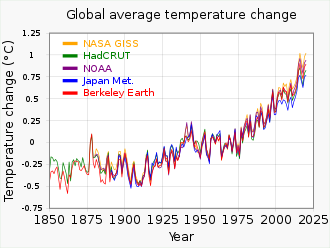 Global average temperature change
Temperature change (°C)
1.25
1
0.75
0.5
0.25
0
-0.25
-0.5
-0.75
NASA GISS
HadCRUT
NOAA
Japan Met.
Berkeley Earth
1850 1875 1900 1925 1950 1975 2000 2025
Year